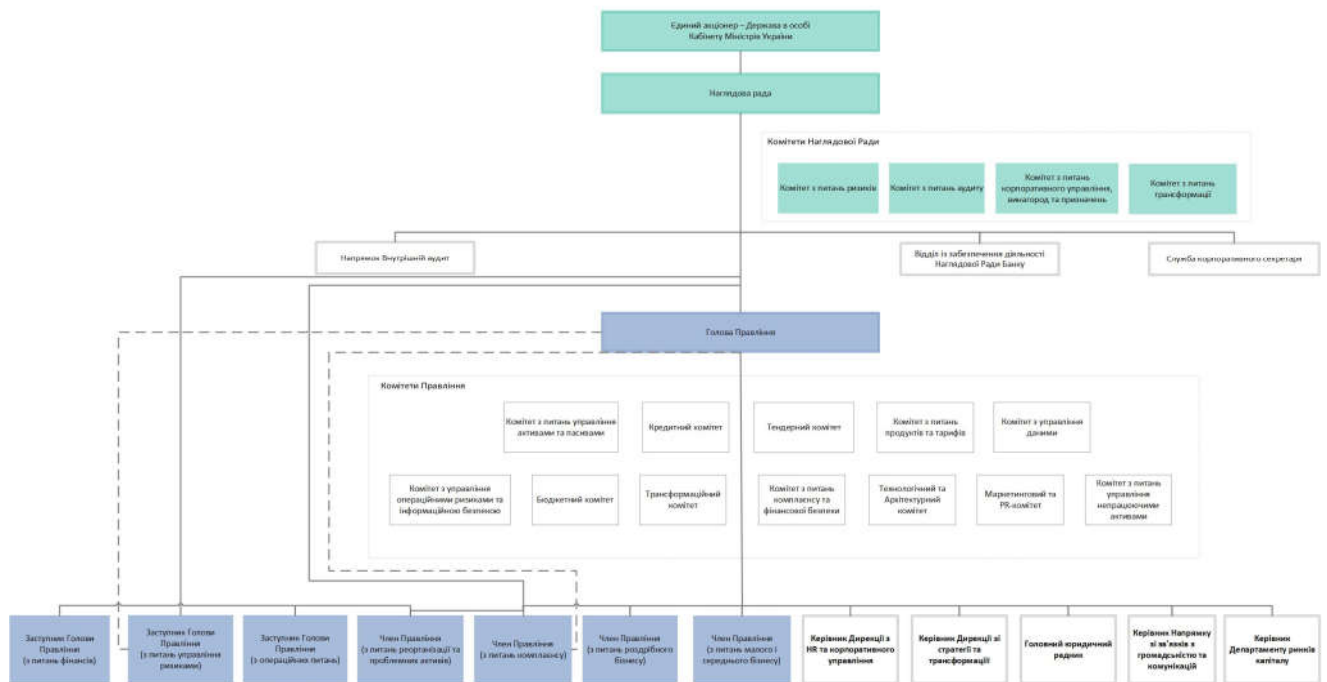 Єдиний акціонер – Держава в особі
Кабінету Міністрів України
Наглядова рада
Комітети Наглядової Ради
Комітет з питань ризиків
Комітет з питань аудиту
Комітет з питань
корпоративного управління,
винагород та призначень
Комітет з питань
трансформації
Напрямок Внутрішній аудит
Відділ із забезпечення діяльності
Наглядової Ради Банку
Служба корпоративного секретаря
Голова Правління
Комітети Правління
Комітет з питань управління
активами та пасивами
Кредитний комітет
Тендерний комітет
Комітет з питань
продуктів та тарифів
Комітет з управління
даними
Комітет з управління
операційними ризиками та
інформаційною безпекою
Бюджетний комітет
Трансформаційний
комітет
Комітет з питань
комплаєнсу та
фінансової безпеки
Технологічний та
Архітектурний
комітет
Маркетинговий та
PR-комітет
Комітет з питань
управління
непрацюючими
активами
Заступник Голови
Правління
(з питань фінансів)
Заступник Голови
Правління
(з питань управління
ризиками)
Заступник Голови
Правління
(з операційних питань)
Член Правління
(з питань реорганізації та
проблемних активів)
Член Правління
(з питань комплаєнсу)
Член Правління
(з питань роздрібного
бізнесу)
Член Правління
(з питань малого і
середнього бізнесу)
Керівник Дирекції з
HR та корпоративного
управління
Керівник Дирекції зі
стратегії та
трансформації
Головний юридичний
радник
Керівник Напрямку
зі зв'язків з
громадськістю та
комунікацій
Керівник
Департаменту ринків
капіталу